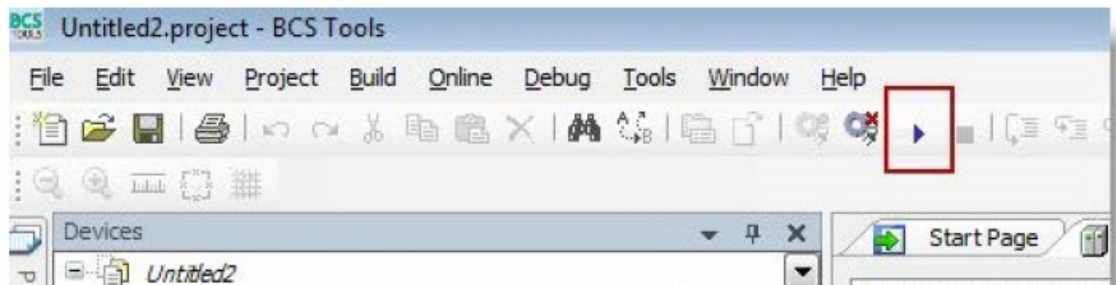 BCS TOOLS Untitled2.project - BCS Tools
File Edit View Project Build Online Debug Tools Window Help
Devices
Start Page
Untitled2